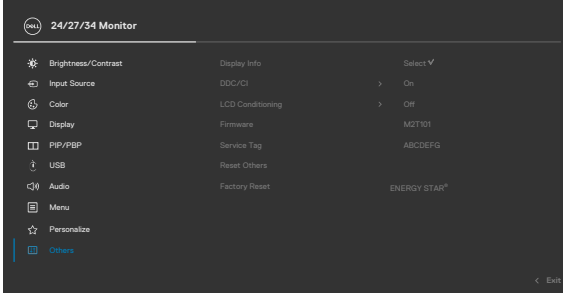 DELL 24/27/34 Monitor
Brightness/Contrast Display Info Select ✓
Input Source DDC/CI > On
Color LCD Conditioning > Off
Display Firmware M2T101
PIP/PBP Service Tag ABCDEFG
USB Reset Others
Audio Factory Reset ENERGY STAR®
Menu
Personalize
Others
< Exit